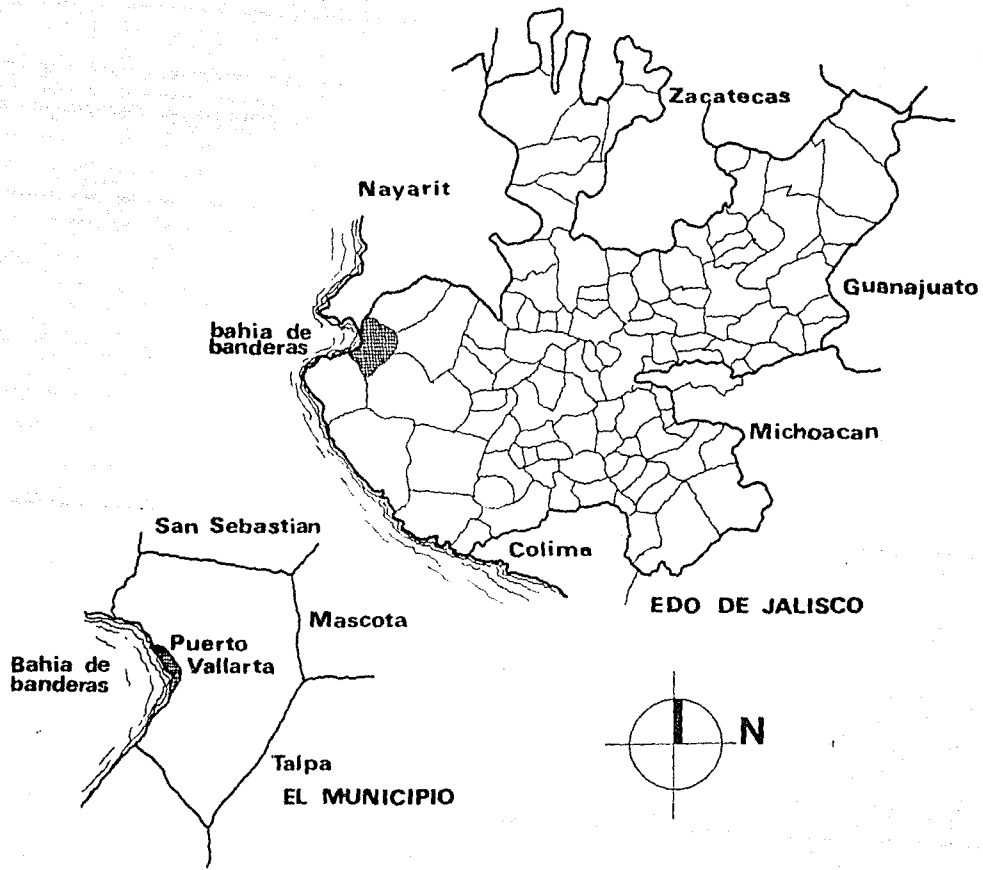 Zacatecas
Nayarit
Guanajuato
bahia de
banderas
Michoacan
San Sebastian
Colima
EDO DE JALISCO
Mascota
Puerto
Vallarta
Bahia de
banderas
N
Talpa
EL MUNICIPIO